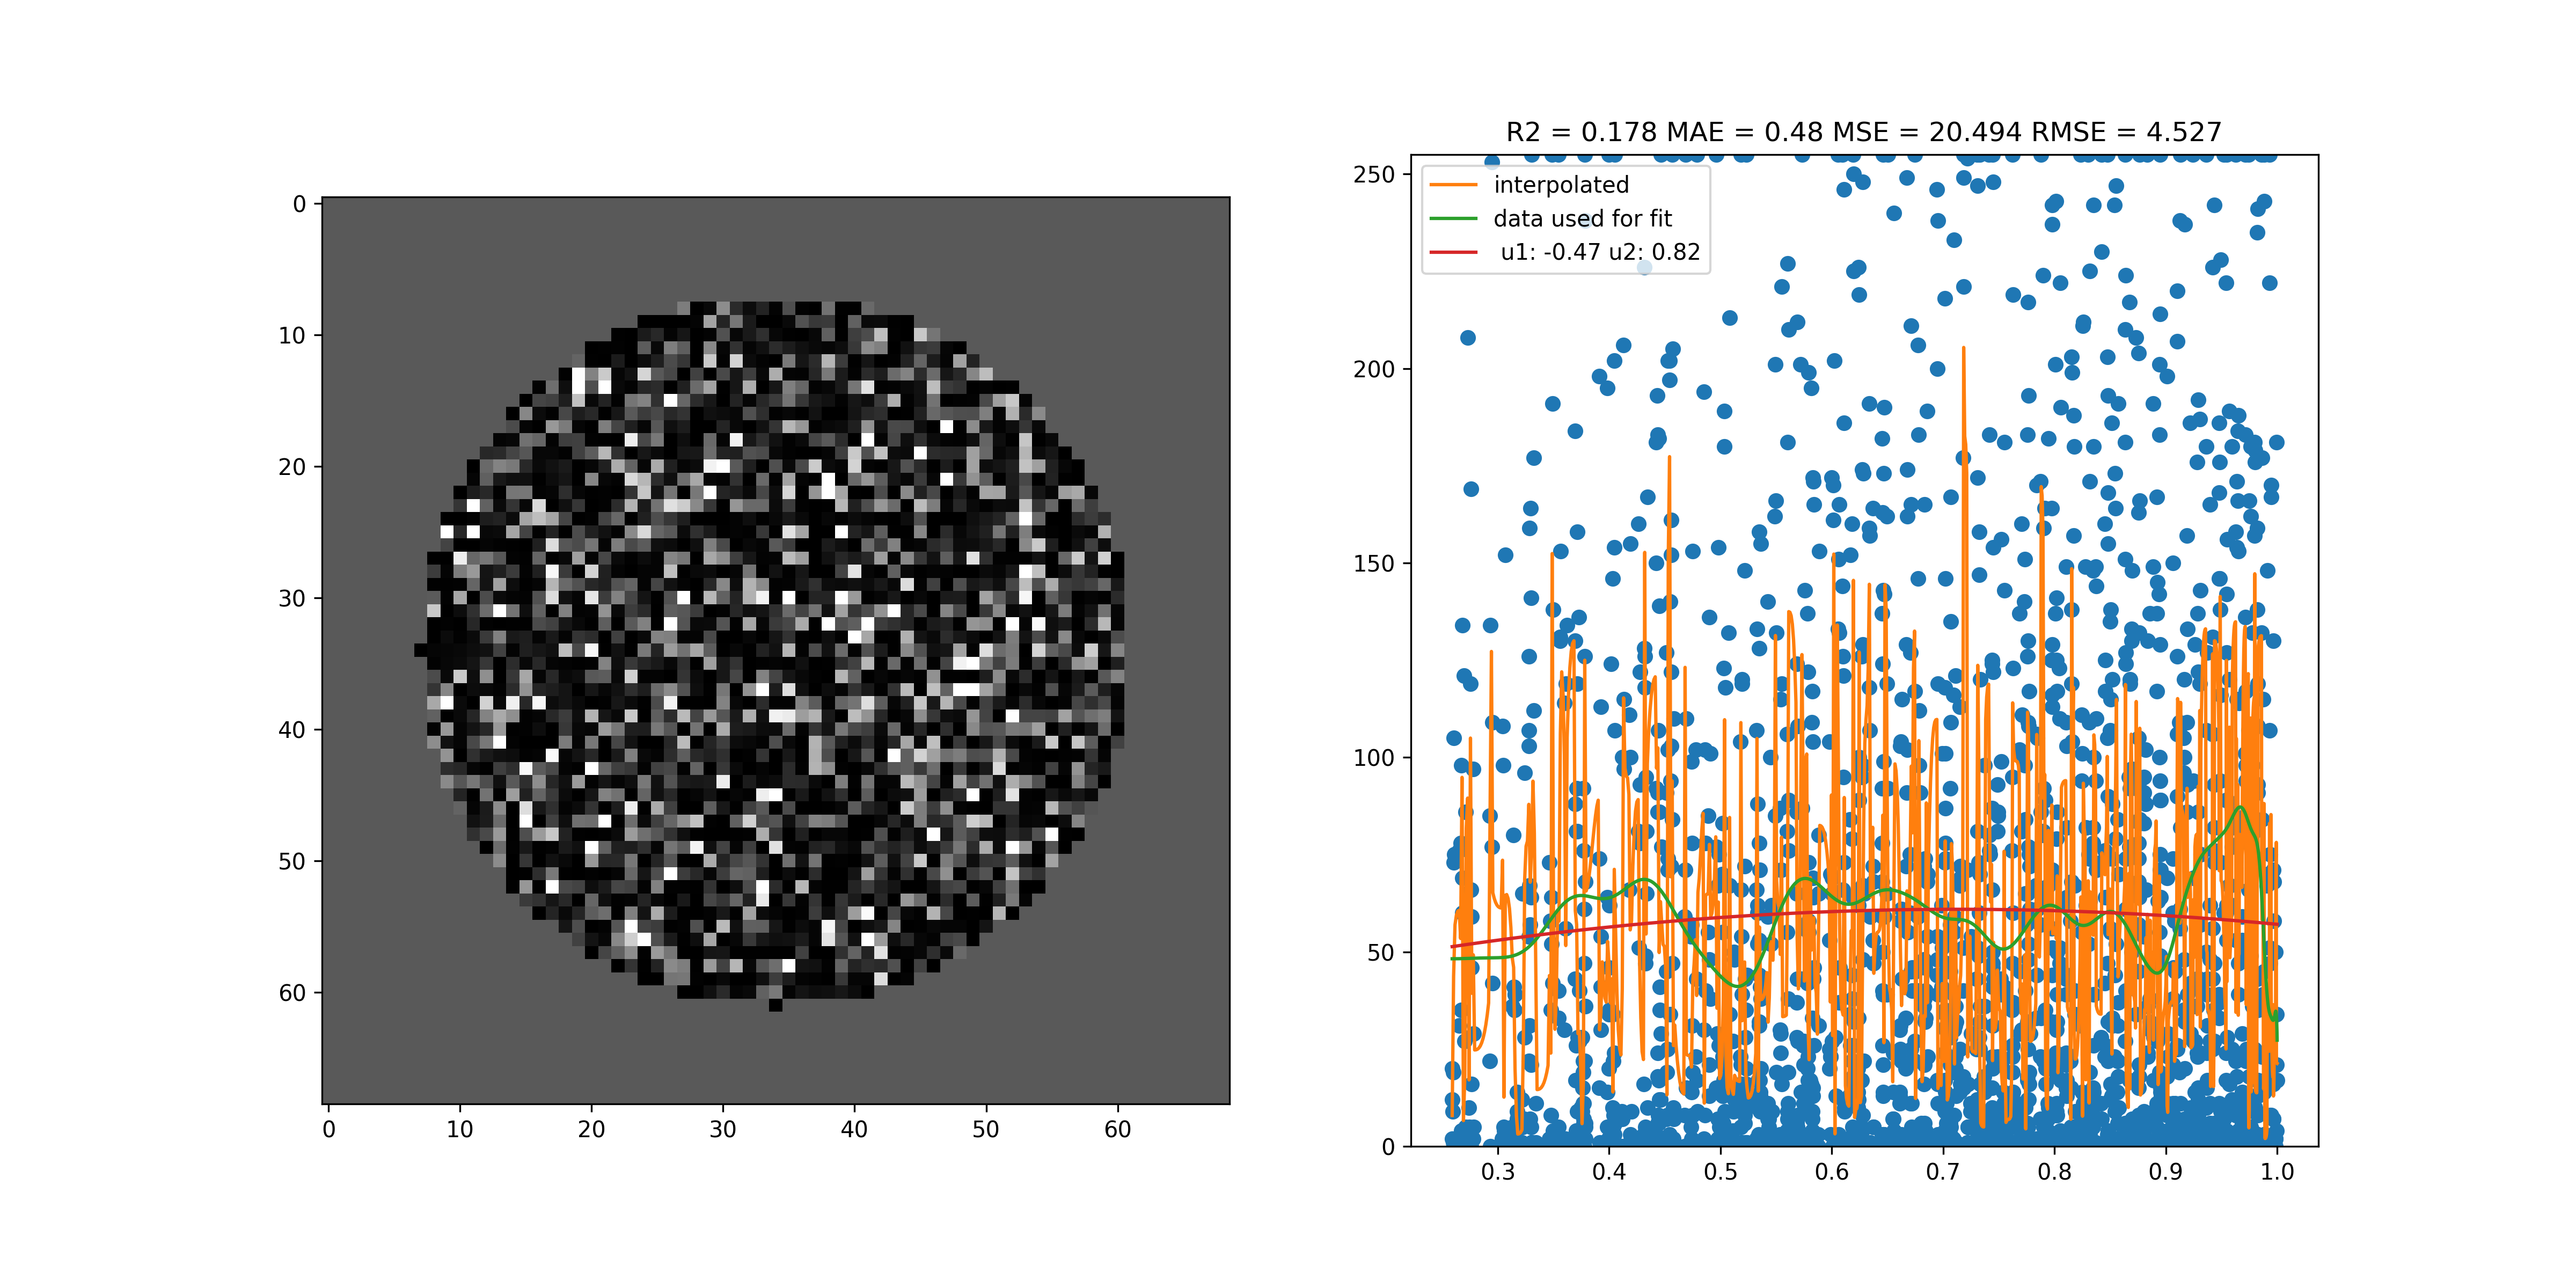 R2 = 0.178 MAE = 0.48 MSE = 20.494 RMSE = 4.527
interpolated
data used for fit
u1: -0.47 u2: 0.82
0
10
20
30
40
50
60
0 10 20 30 40 50 60
250
200
150
100
50
0
0.3 0.4 0.5 0.6 0.7 0.8 0.9 1.0